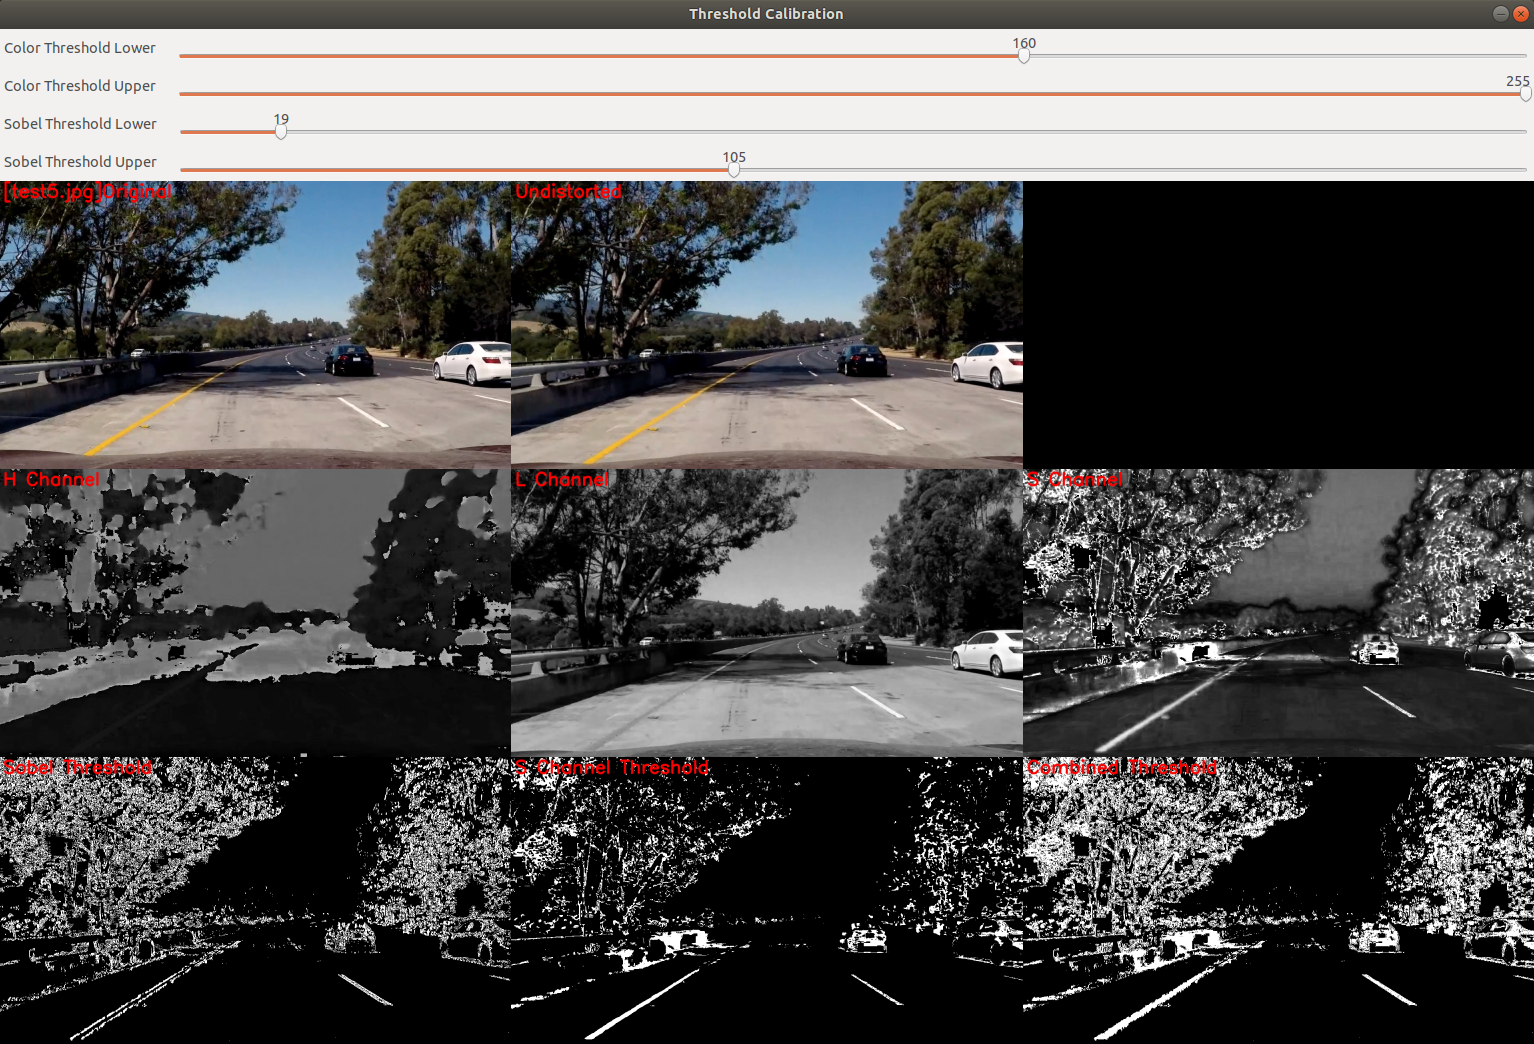 Threshold Calibration
Color Threshold Lower
160
Color Threshold Upper
255
Sobel Threshold Lower
19
Sobel Threshold Upper
105
[test5.jpg]Original
Undistorted
H Channel
L Channel
S Channel
Sobel Threshold
S Channel Threshold
Combined Threshold